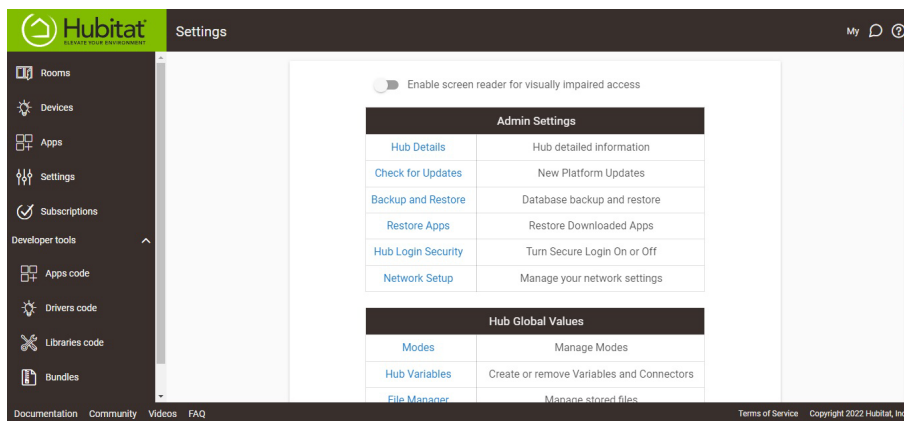 Hubitat
ELEVATE YOUR ENVIRONMENT
Settings
My
Rooms
Devices
Apps
Settings
Subscriptions
Developer tools
Apps code
Drivers code
Libraries code
Bundles
Enable screen reader for visually impaired access
Admin Settings
Hub Details Hub detailed information
Check for Updates New Platform Updates
Backup and Restore Database backup and restore
Restore Apps Restore Downloaded Apps
Hub Login Security Turn Secure Login On or Off
Network Setup Manage your network settings
Hub Global Values
Modes Manage Modes
Hub Variables Create or remove Variables and Connectors
File Manager Manage stored files
Documentation Community Videos FAQ
Terms of Service Copyright 2022 Hubitat, Inc